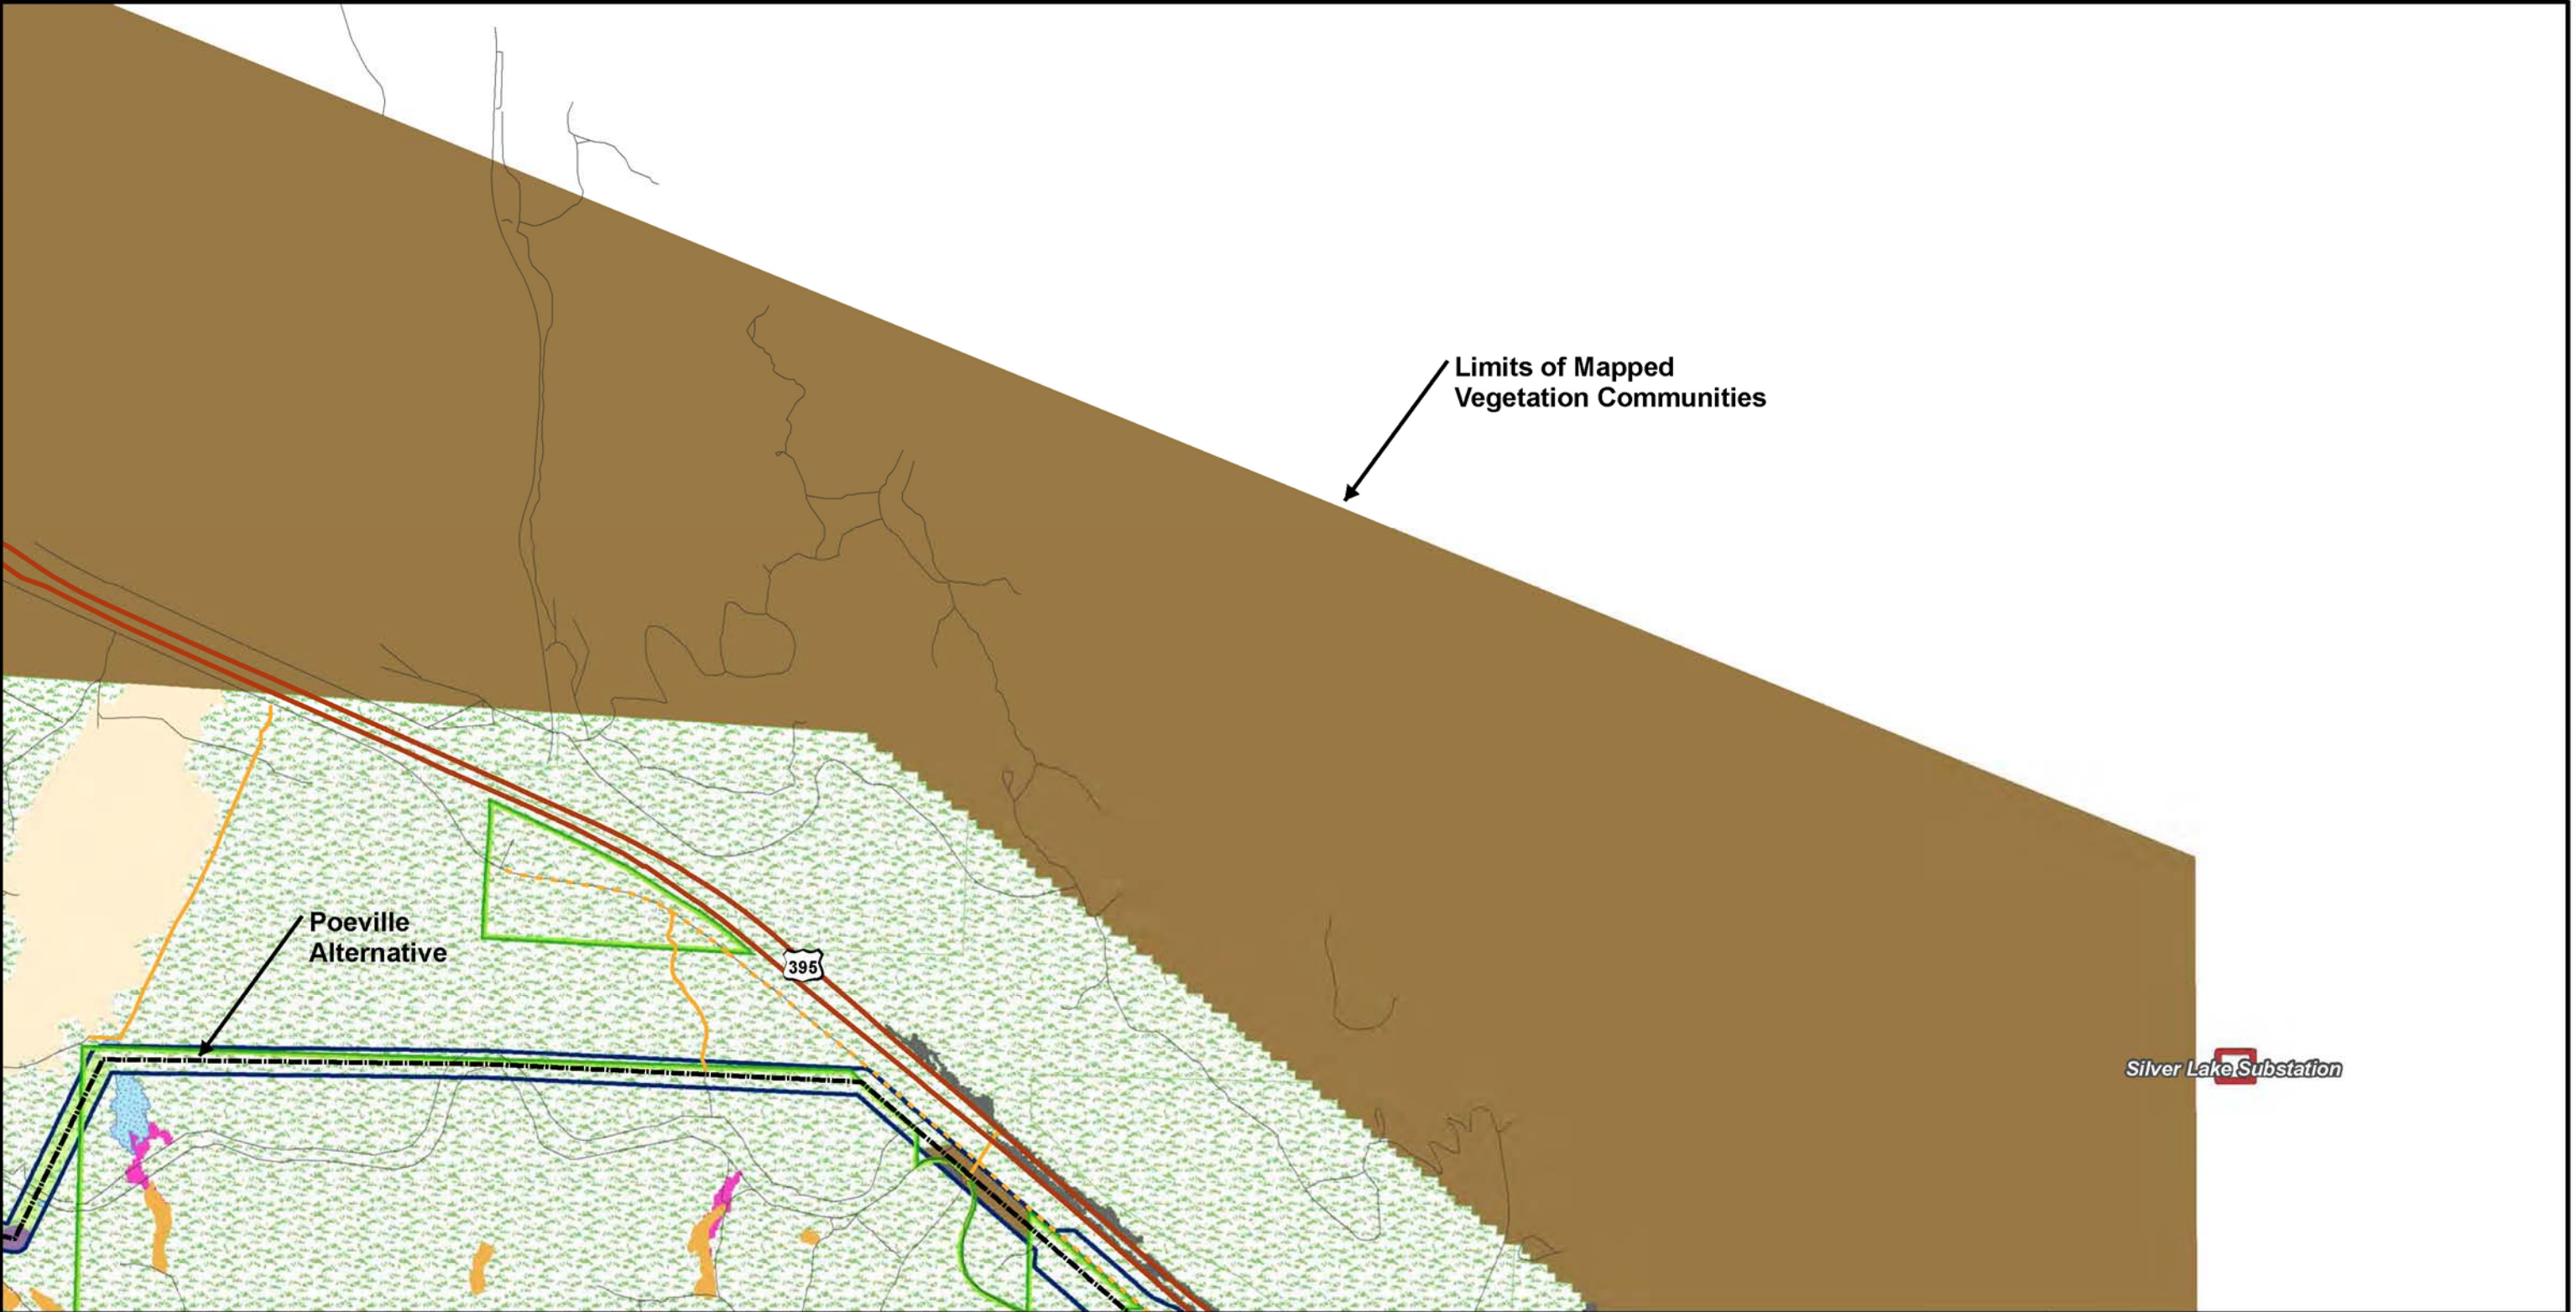 Limits of Mapped
Vegetation Communities
Poeville
Alternative
395
Silver Lake Substation